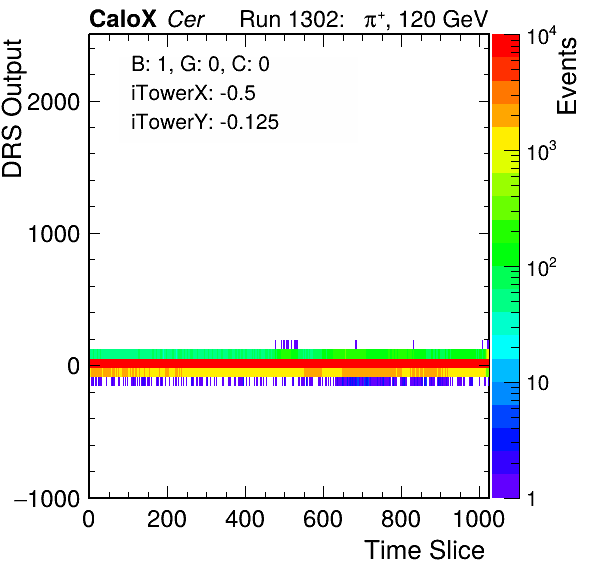 CaloX Cer Run 1302: π⁺, 120 GeV
B: 1, G: 0, C: 0
iTowerX: -0.5
iTowerY: -0.125
DRS Output
2000
1000
0
−1000
0 200 400 600 800 1000
Time Slice
Events
10⁴
10³
10²
10
1